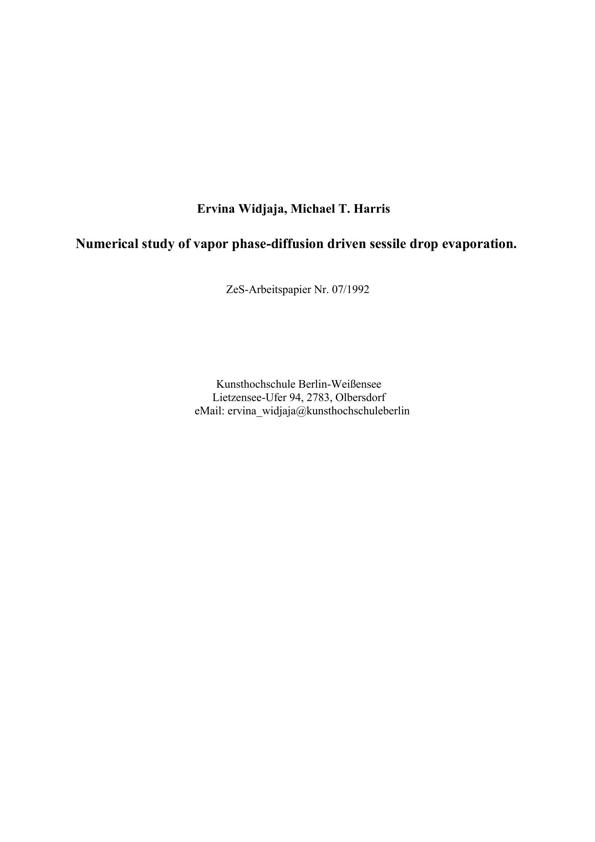 Ervina Widjaja, Michael T. Harris
Numerical study of vapor phase-diffusion driven sessile drop evaporation.
ZeS-Arbeitspapier Nr. 07/1992
Kunsthochschule Berlin-Weißensee
Lietzensee-Ufer 94, 2783, Olbersdorf
eMail: ervina_widjaja@kunsthochschuleberlin